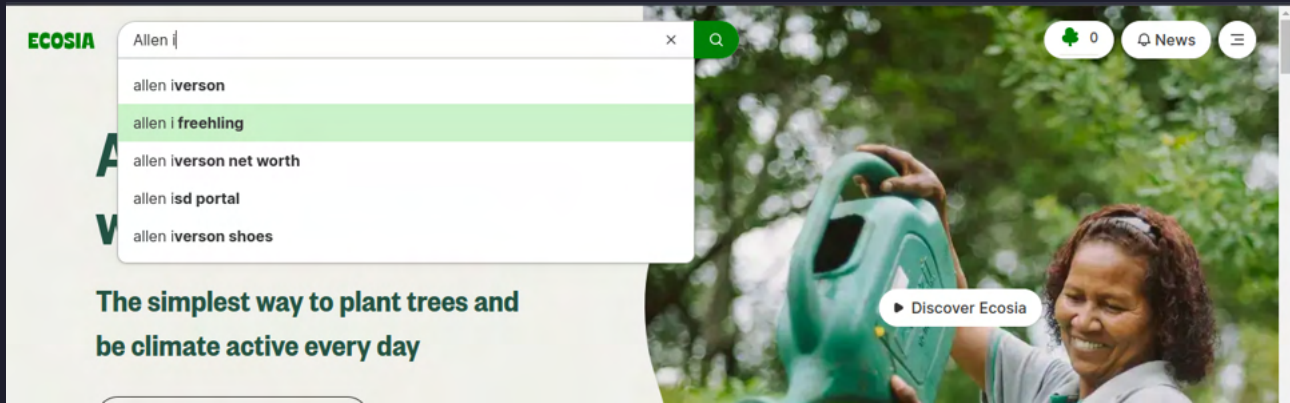 ECOSIA
Allen i
0
News
allen iverson
allen i freehling
allen iverson net worth
allen isd portal
allen iverson shoes
A
w
The simplest way to plant trees and
be climate active every day
Discover Ecosia